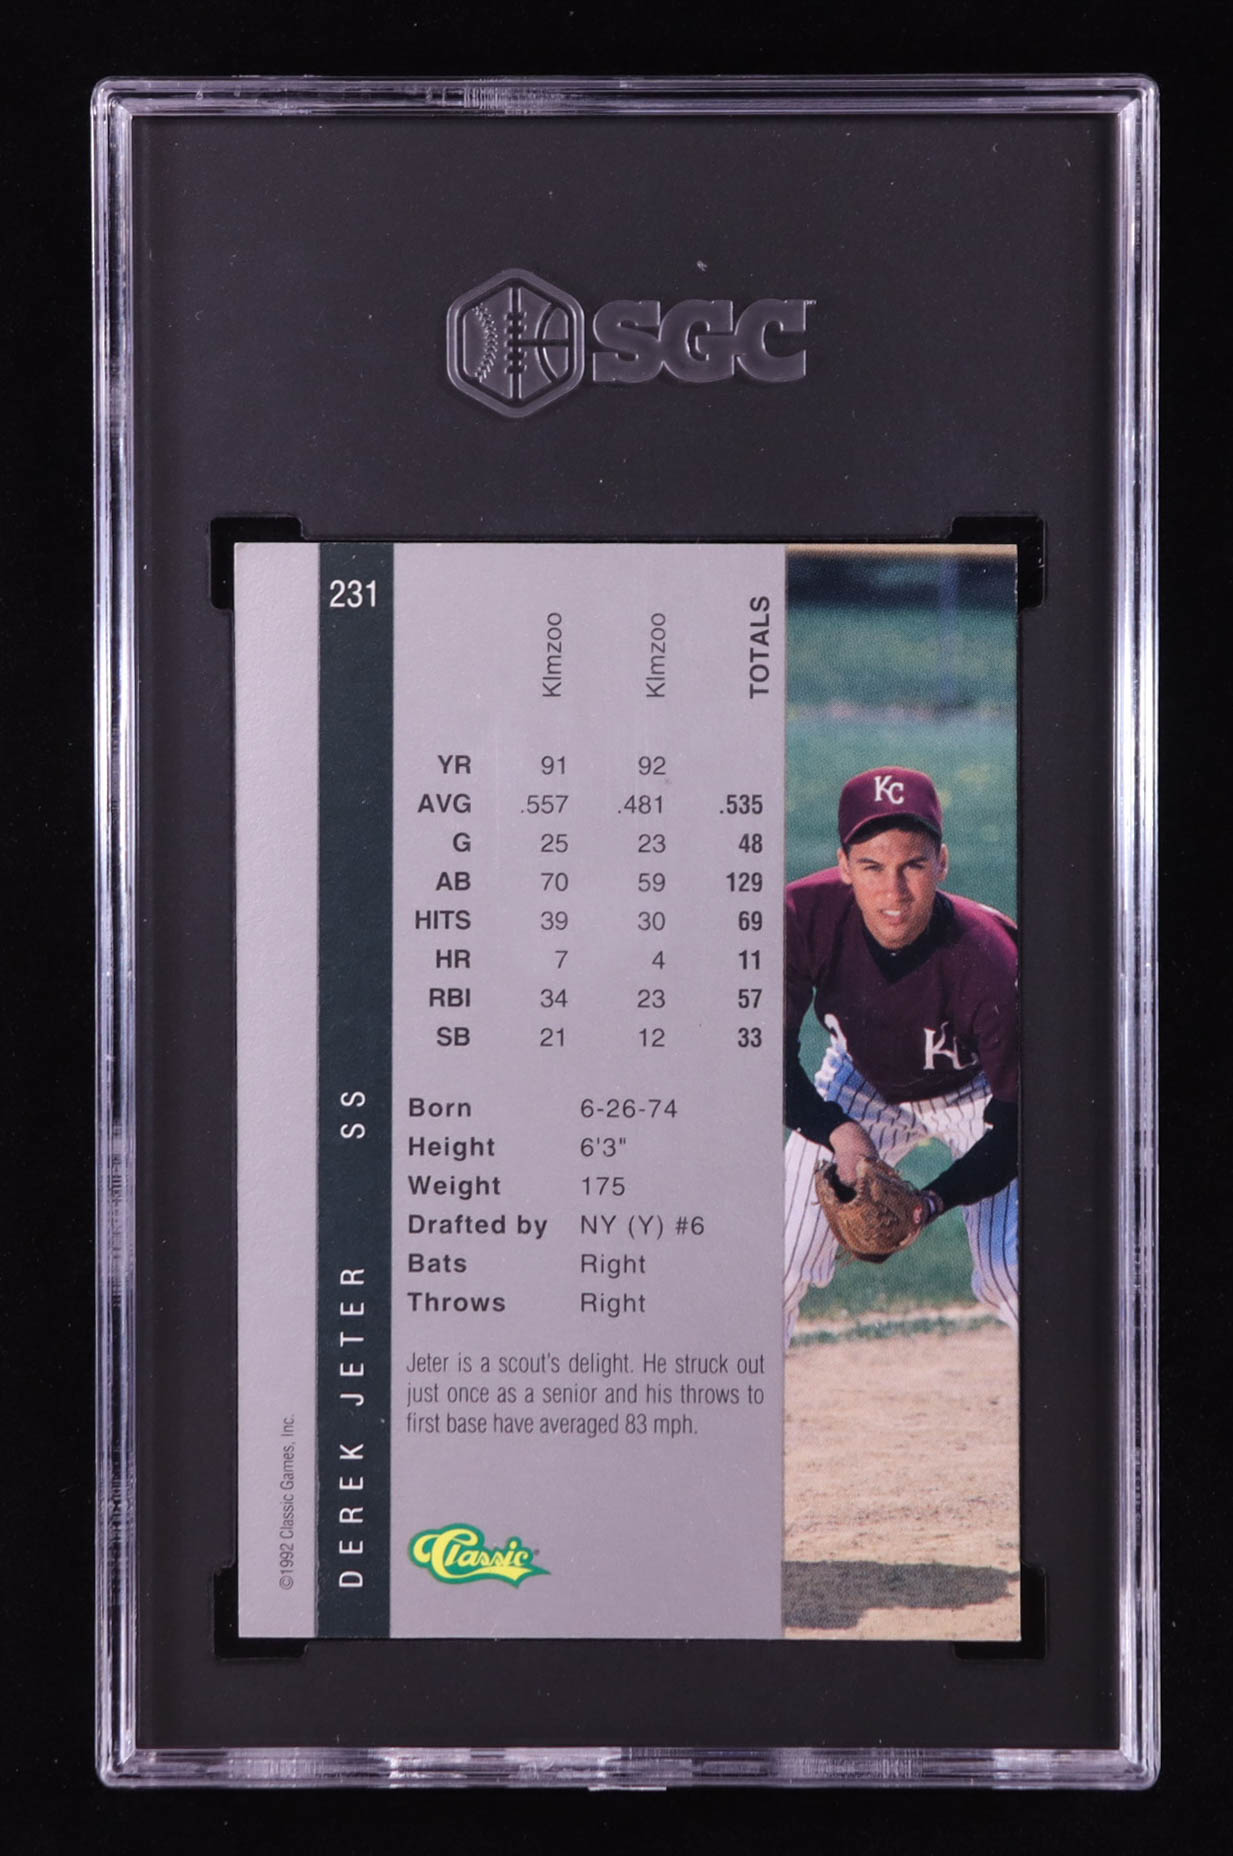 SGC
231
Klmzoo Klmzoo TOTALS
YR 91 92
AVG .557 .481 .535
G 25 23 48
AB 70 59 129
HITS 39 30 69
HR 7 4 11
RBI 34 23 57
SB 21 12 33
Born 6-26-74
Height 6'3"
Weight 175
Drafted by NY (Y) #6
Bats Right
Throws Right
Jeter is a scout's delight. He struck out
just once as a senior and his throws to
first base have averaged 83 mph.
Classic
DEREK JETER SS
©1992 Classic Games, Inc.
KC
KC
3